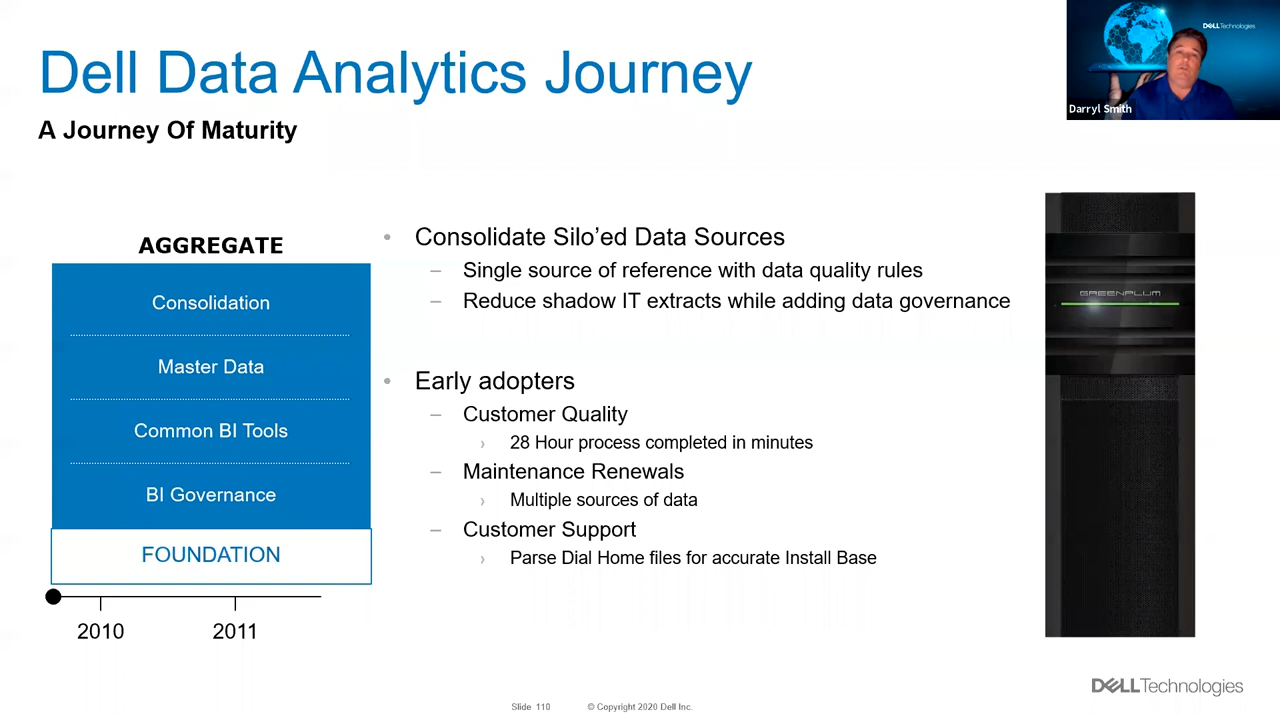 Dell Data Analytics Journey
A Journey Of Maturity
DELLTechnologies
Darryl Smith
AGGREGATE
Consolidation
Master Data
Common BI Tools
BI Governance
FOUNDATION
2010 2011
• Consolidate Silo’ed Data Sources
– Single source of reference with data quality rules
– Reduce shadow IT extracts while adding data governance
• Early adopters
– Customer Quality
› 28 Hour process completed in minutes
– Maintenance Renewals
› Multiple sources of data
– Customer Support
› Parse Dial Home files for accurate Install Base
GREENPLUM
DELLTechnologies
Slide 110 © Copyright 2020 Dell Inc.